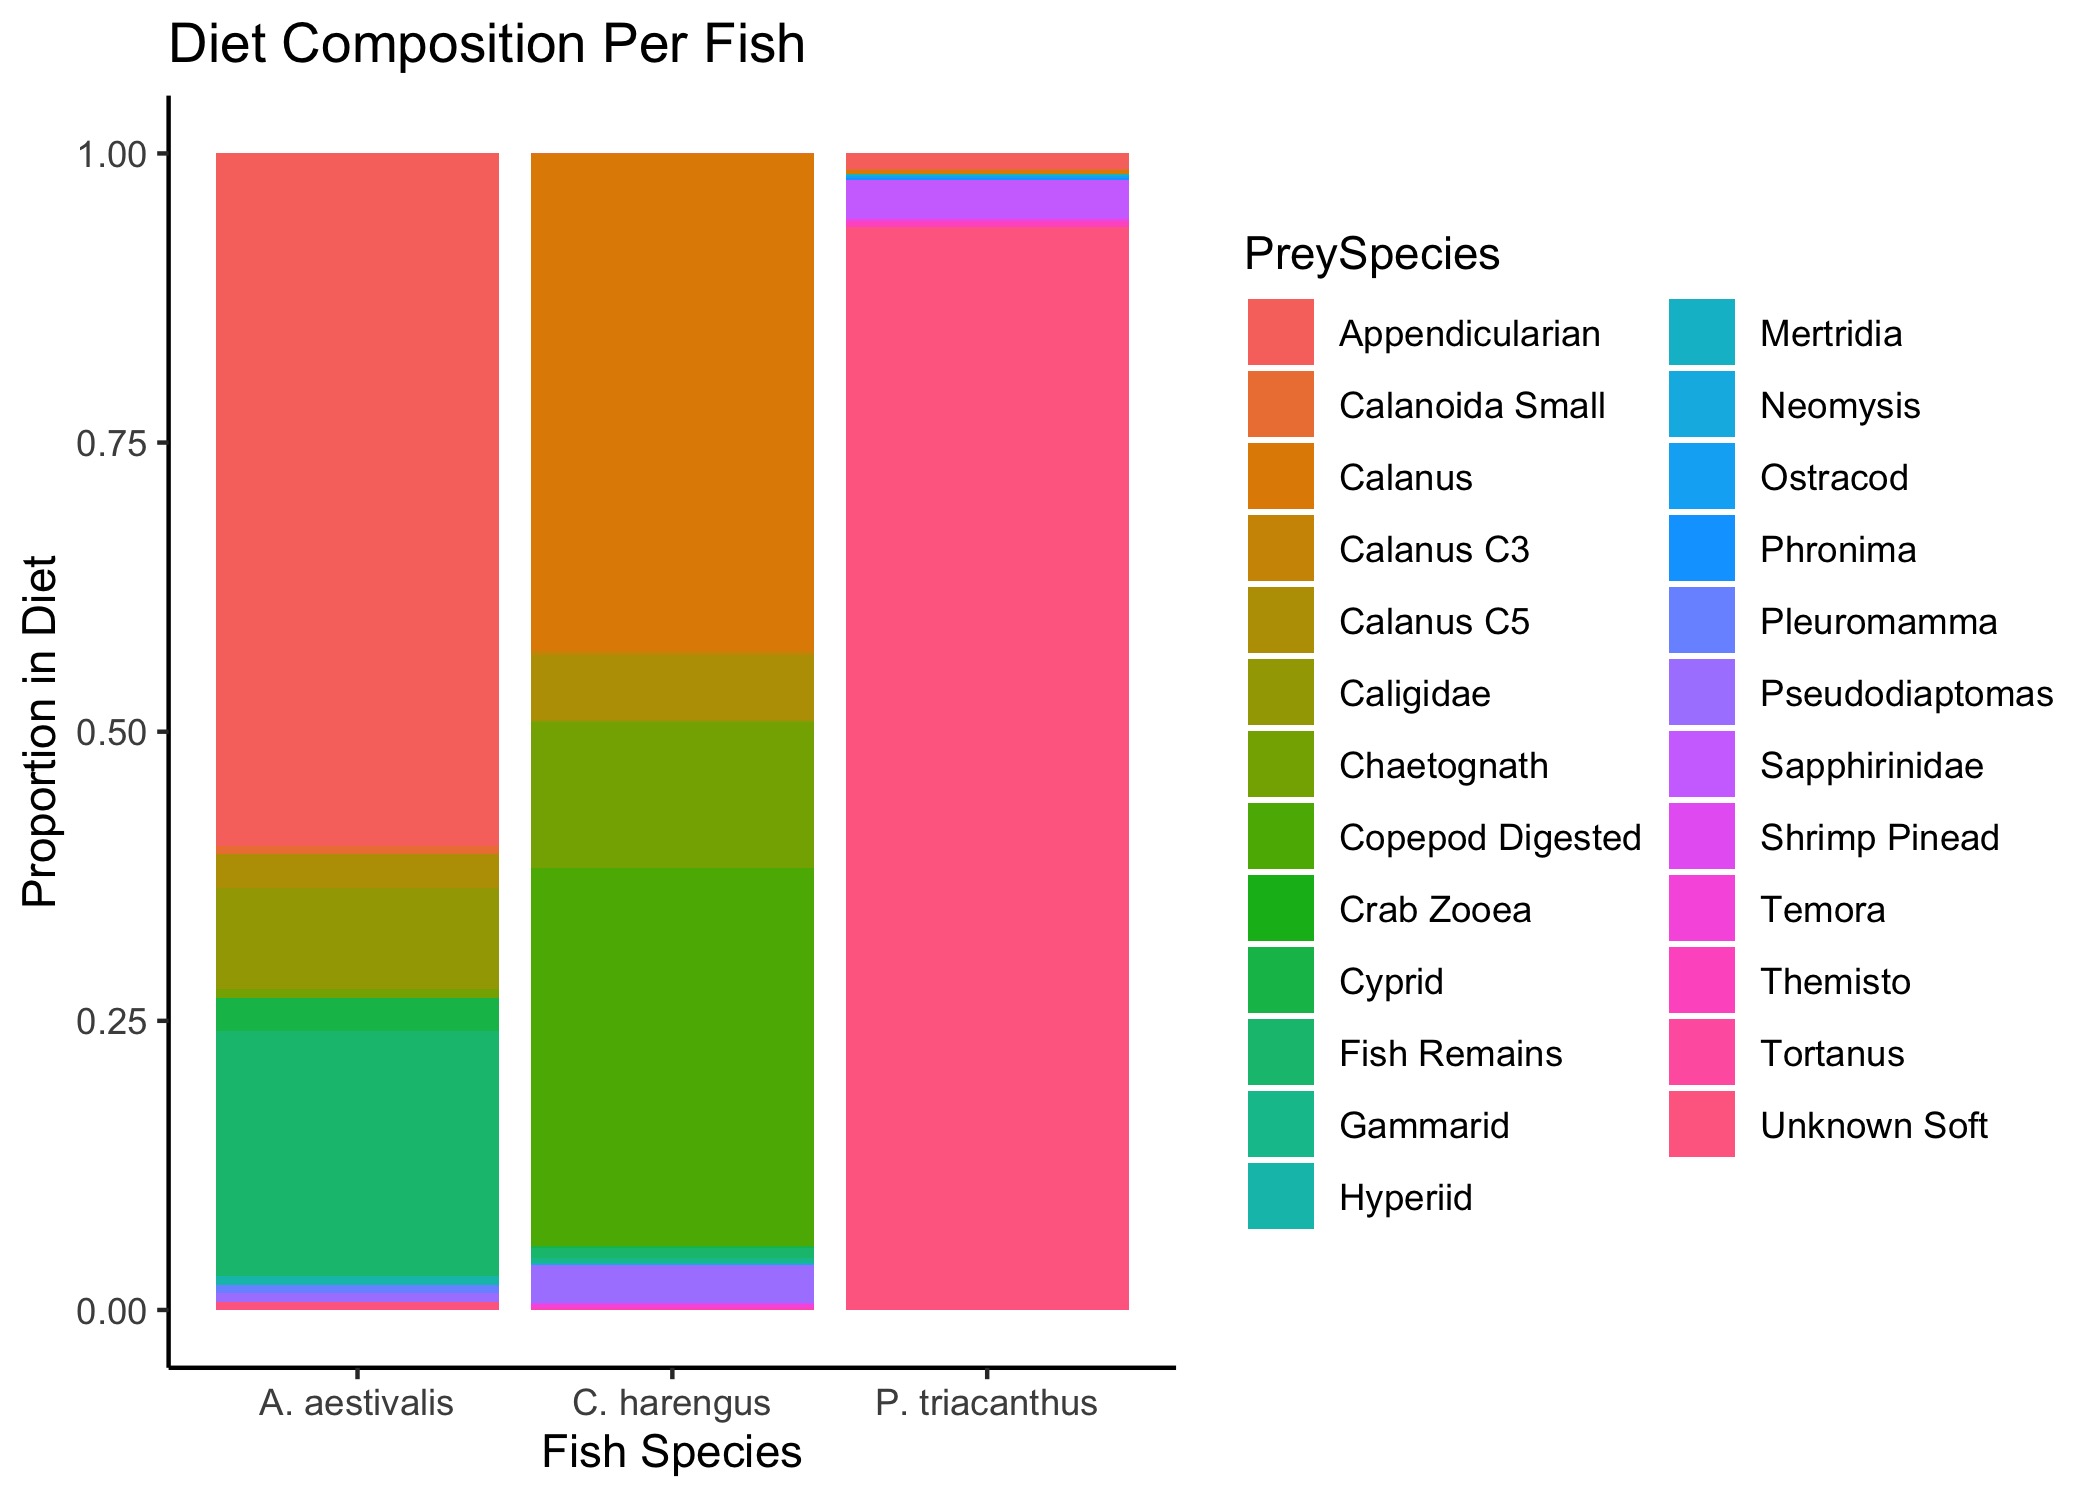 Diet Composition Per Fish
1.00
0.75
0.50
0.25
0.00
Proportion in Diet
A. aestivalis
C. harengus
P. triacanthus
Fish Species
PreySpecies
Appendicularian
Calanoida Small
Calanus
Calanus C3
Calanus C5
Caligidae
Chaetognath
Copepod Digested
Crab Zooea
Cyprid
Fish Remains
Gammarid
Hyperiid
Mertridia
Neomysis
Ostracod
Phronima
Pleuromamma
Pseudodiaptomas
Sapphirinidae
Shrimp Pinead
Temora
Themisto
Tortanus
Unknown Soft